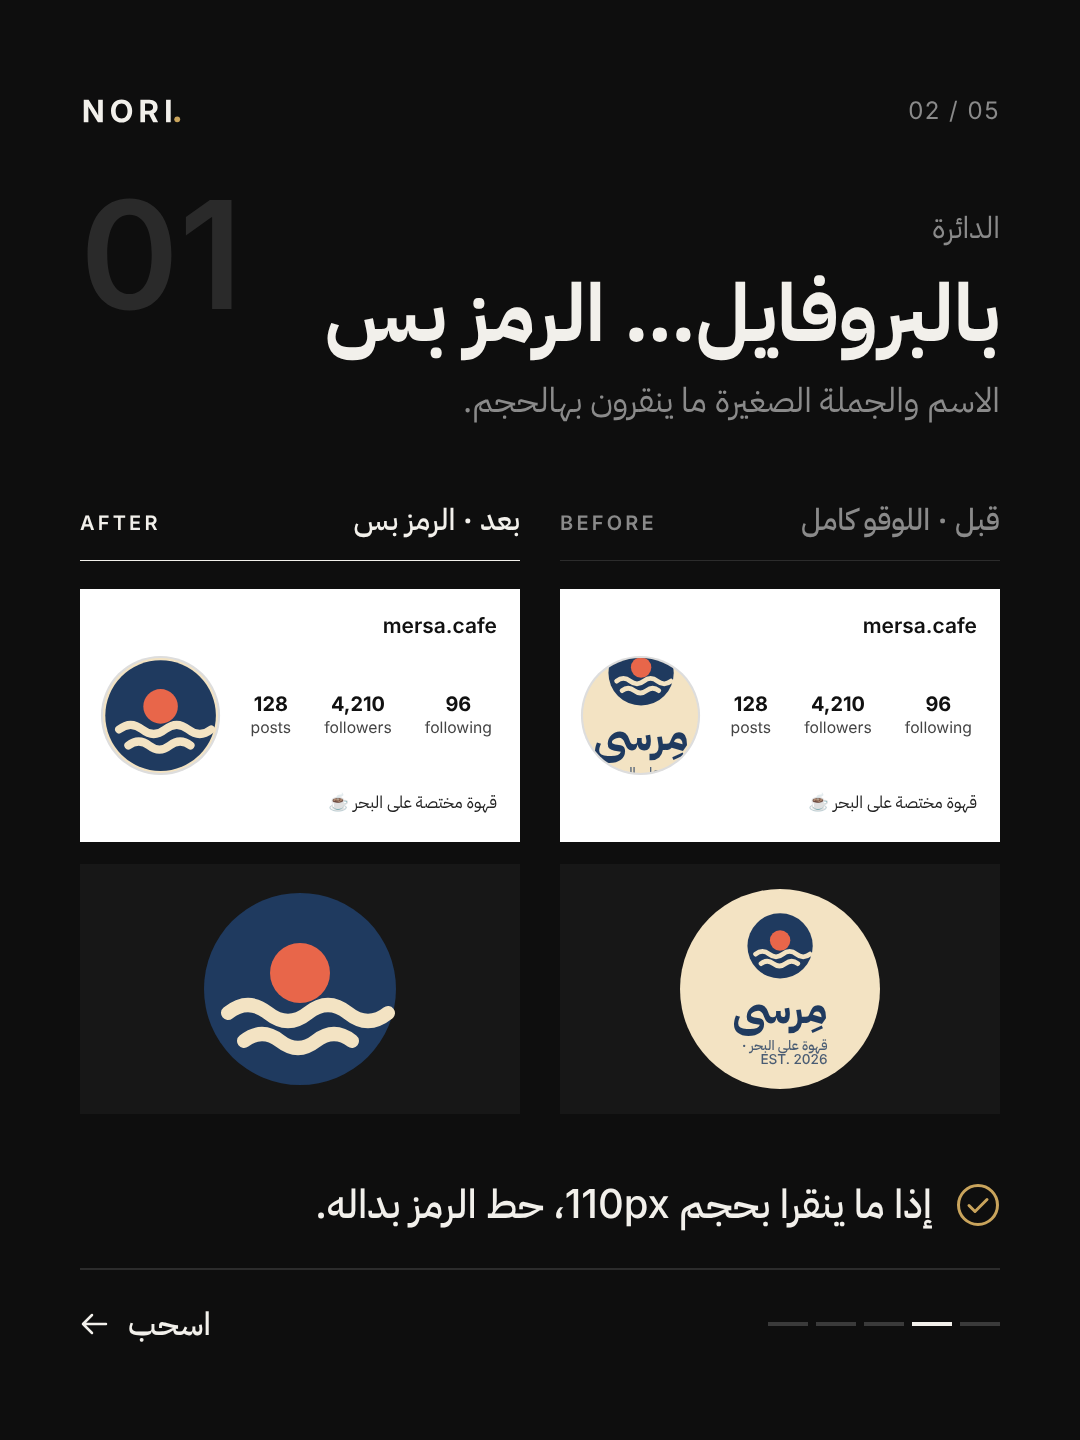 NORI.
02 / 05
01
الدائرة
بالبروفايل... الرمز بس
الاسم والجملة الصغيرة ما ينقرون بهالحجم.
قبل · اللوقو كامل
BEFORE
mersa.cafe
مِرسى
128 posts
4,210 followers
96 following
قهوة مختصة على البحر ☕
مِرسى
قهوة على البحر ·
EST. 2026
بعد · الرمز بس
AFTER
mersa.cafe
128 posts
4,210 followers
96 following
قهوة مختصة على البحر ☕
إذا ما ينقرا بحجم 110px، حط الرمز بداله.
اسحب ←